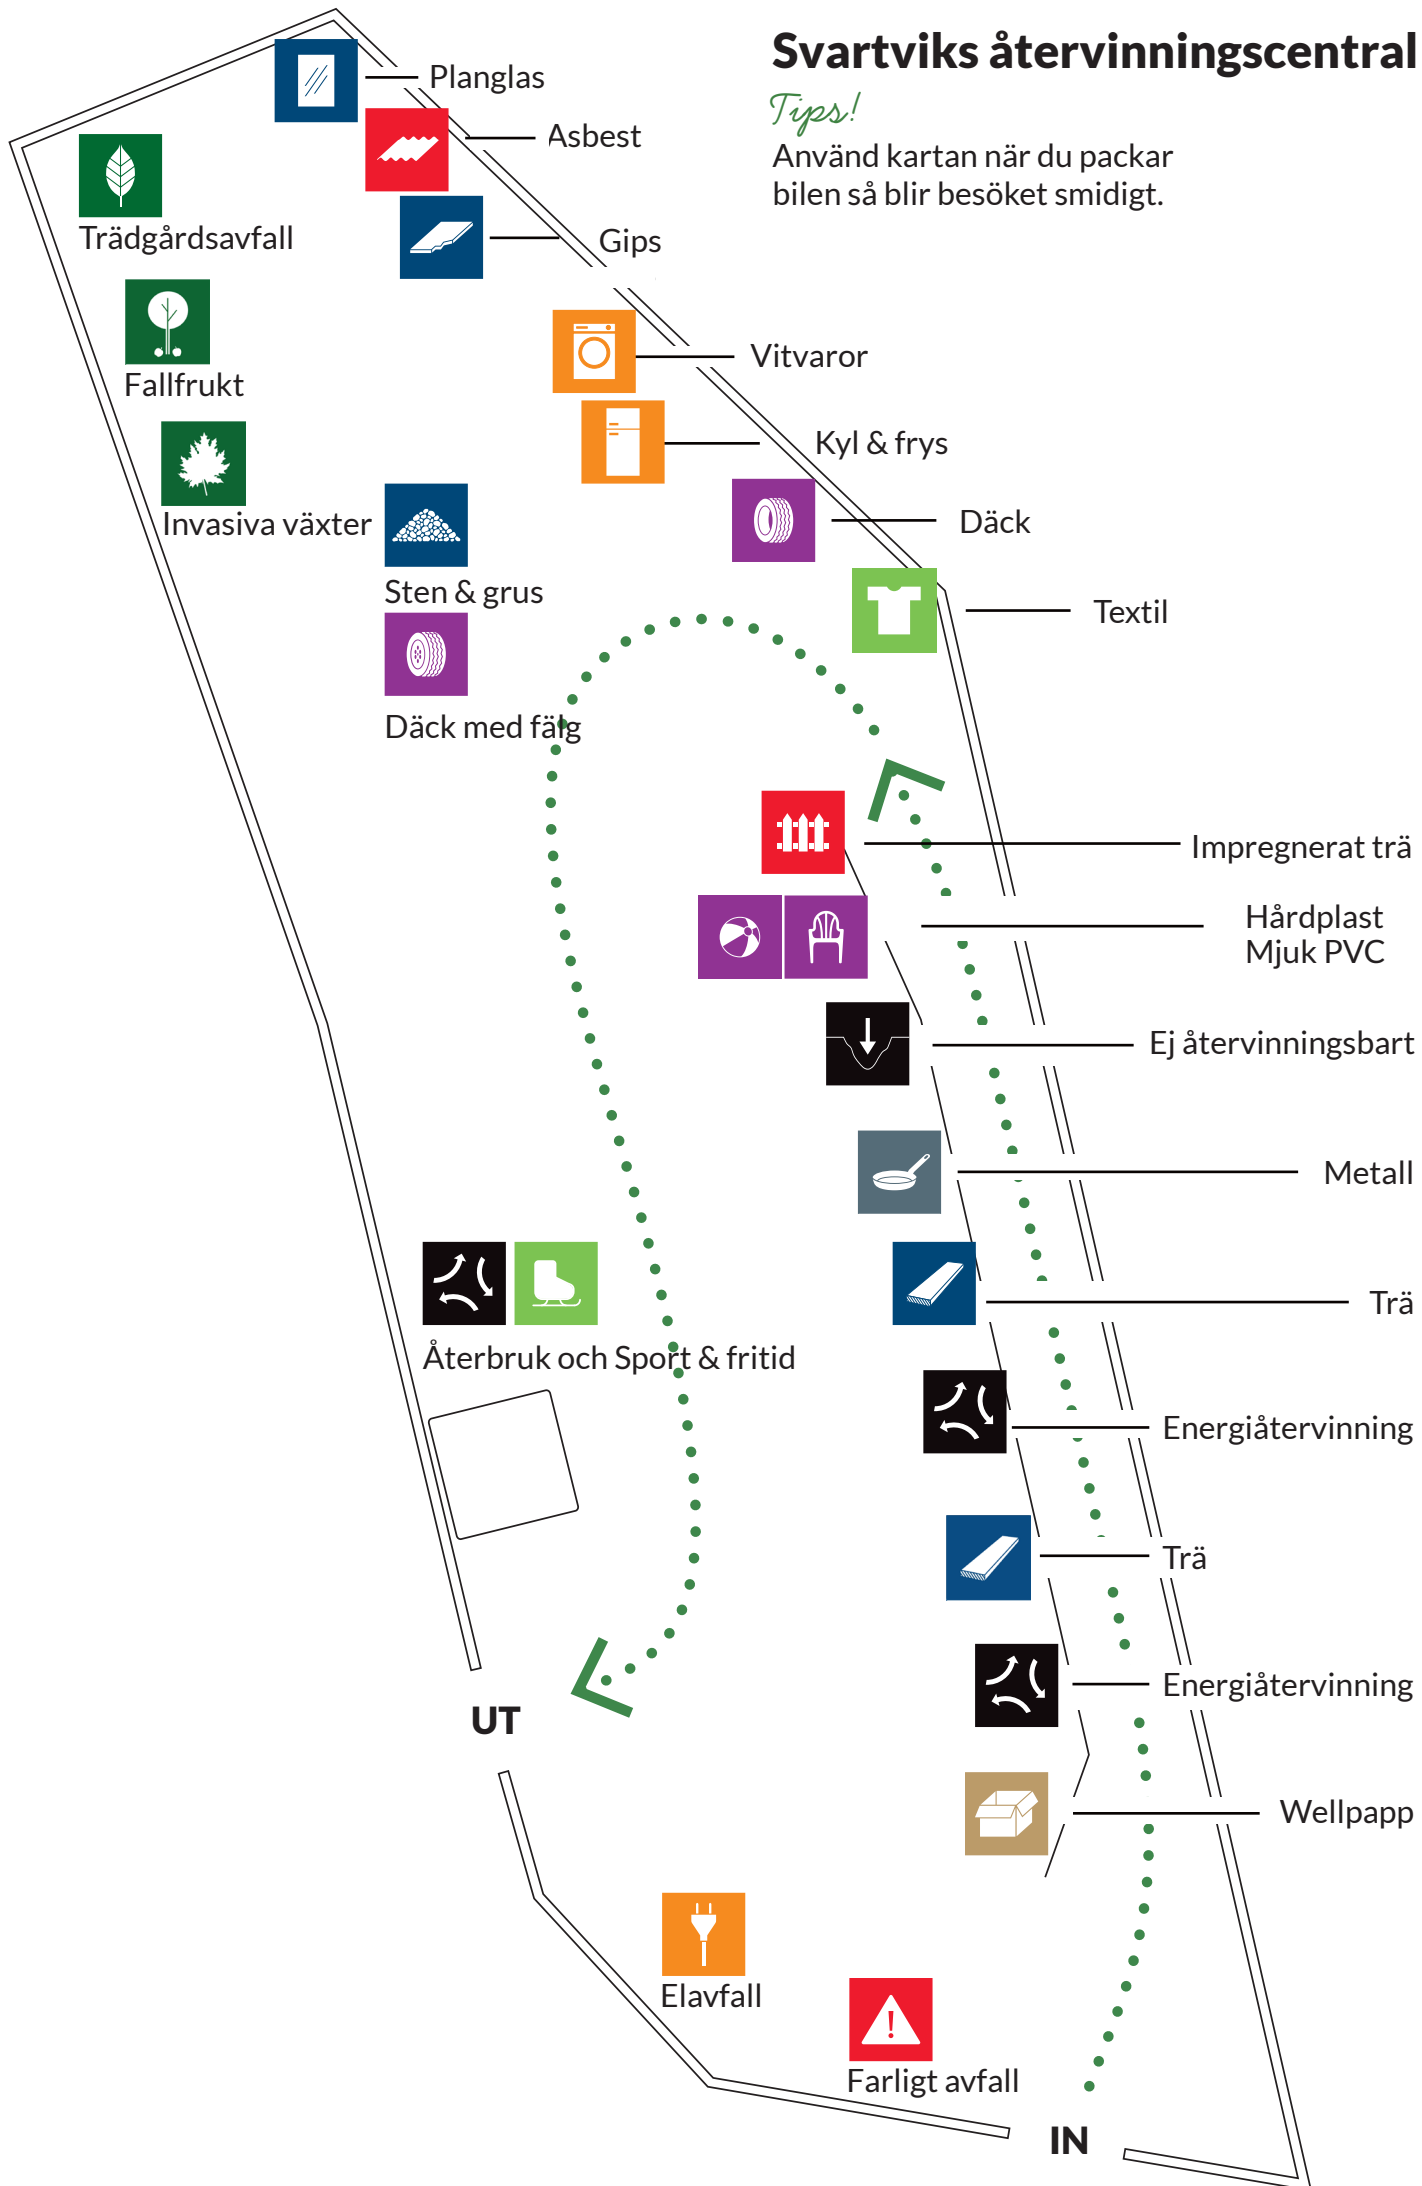 Svartviks återvinningscentral
Tips!
Använd kartan när du packar
bilen så blir besöket smidigt.
Planglas
Asbest
Trädgårdsavfall
Gips
Vitvaror
Fallfrukt
Kyl & frys
Invasiva växter
Däck
Sten & grus
Textil
Däck med fälg
Impregnerat trä
Hårdplast
Mjuk PVC
Ej återvinningsbart
Metall
Trä
Återbruk och Sport & fritid
Energiåtervinning
Trä
Energiåtervinning
UT
Wellpapp
Elavfall
Farligt avfall
IN